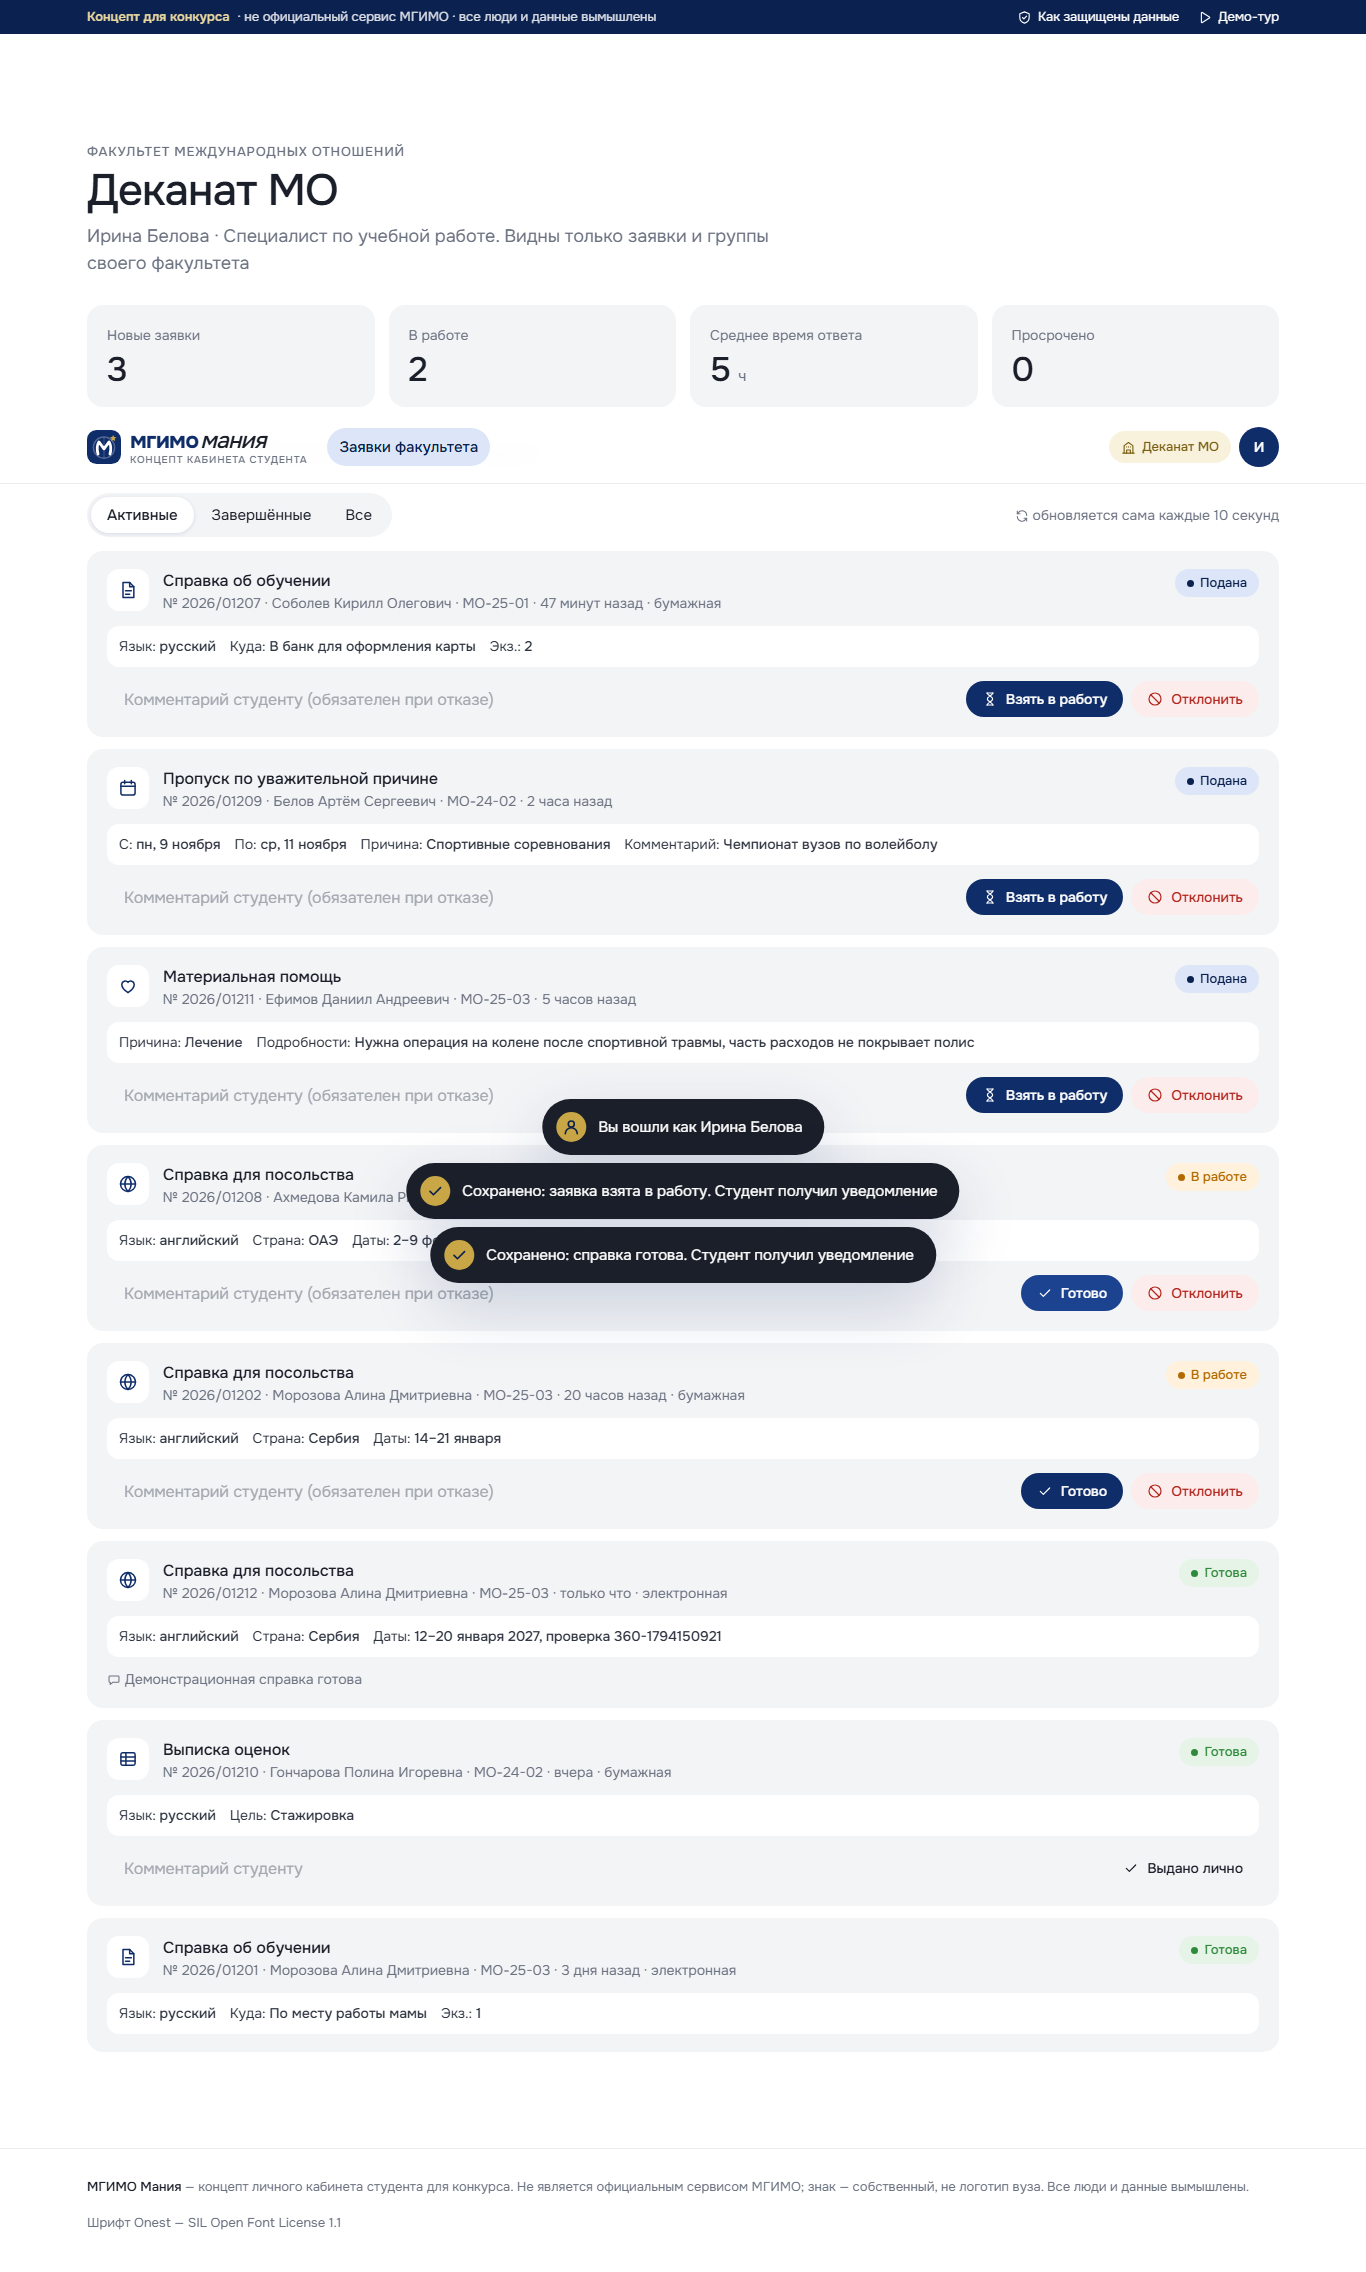 Концепт для конкурса · не официальный сервис МГИМО · все люди и данные вымышлены
Как защищены данные
Демо-тур
ФАКУЛЬТЕТ МЕЖДУНАРОДНЫХ ОТНОШЕНИЙ
Деканат МО
Ирина Белова · Специалист по учебной работе. Видны только заявки и группы
своего факультета
Новые заявки
3
В работе
2
Среднее время ответа
5 ч
Просрочено
0
МГИМО мания
КОНЦЕПТ КАБИНЕТА СТУДЕНТА
Заявки факультета
Деканат МО
И
Активные
Завершённые
Все
обновляется сама каждые 10 секунд
Справка об обучении
Подана
№ 2026/01207 · Соболев Кирилл Олегович · МО-25-01 · 47 минут назад · бумажная
Язык: русский Куда: В банк для оформления карты Экз.: 2
Комментарий студенту (обязателен при отказе)
Взять в работу
Отклонить
Пропуск по уважительной причине
Подана
№ 2026/01209 · Белов Артём Сергеевич · МО-24-02 · 2 часа назад
С: пн, 9 ноября По: ср, 11 ноября Причина: Спортивные соревнования Комментарий: Чемпионат вузов по волейболу
Комментарий студенту (обязателен при отказе)
Взять в работу
Отклонить
Материальная помощь
Подана
№ 2026/01211 · Ефимов Даниил Андреевич · МО-25-03 · 5 часов назад
Причина: Лечение Подробности: Нужна операция на колене после спортивной травмы, часть расходов не покрывает полис
Комментарий студенту (обязателен при отказе)
Взять в работу
Отклонить
Вы вошли как Ирина Белова
Справка для посольства
В работе
№ 2026/01208 · Ахмедова Камила
Сохранено: заявка взята в работу. Студент получил уведомление
Язык: английский Страна: ОАЭ Даты: 2–9
Сохранено: справка готова. Студент получил уведомление
Комментарий студенту (обязателен при отказе)
Готово
Отклонить
Справка для посольства
В работе
№ 2026/01202 · Морозова Алина Дмитриевна · МО-25-03 · 20 часов назад · бумажная
Язык: английский Страна: Сербия Даты: 14–21 января
Комментарий студенту (обязателен при отказе)
Готово
Отклонить
Справка для посольства
Готова
№ 2026/01212 · Морозова Алина Дмитриевна · МО-25-03 · только что · электронная
Язык: английский Страна: Сербия Даты: 12–20 января 2027, проверка 360-1794150921
Демонстрационная справка готова
Выписка оценок
Готова
№ 2026/01210 · Гончарова Полина Игоревна · МО-24-02 · вчера · бумажная
Язык: русский Цель: Стажировка
Комментарий студенту
Выдано лично
Справка об обучении
Готова
№ 2026/01201 · Морозова Алина Дмитриевна · МО-25-03 · 3 дня назад · электронная
Язык: русский Куда: По месту работы мамы Экз.: 1
МГИМО Мания — концепт личного кабинета студента для конкурса. Не является официальным сервисом МГИМО; знак — собственный, не логотип вуза. Все люди и данные вымышлены.
Шрифт Onest — SIL Open Font License 1.1